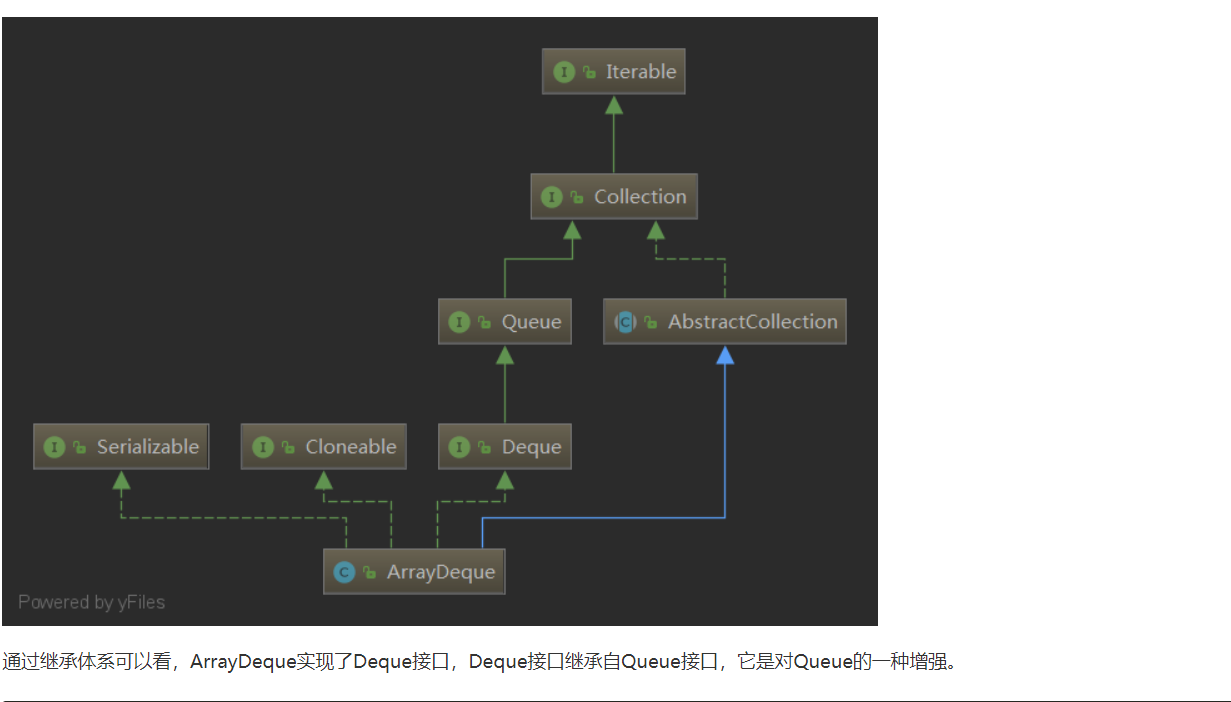 I Iterable
I Collection
I Queue
C AbstractCollection
I Serializable
I Cloneable
I Deque
C ArrayDeque
Powered by yFiles
通过继承体系可以看，ArrayDeque实现了Deque接口，Deque接口继承自Queue接口，它是对Queue的一种增强。